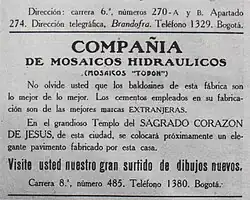 Dirección: carrera 6.ª, números 270-A y B. Apartado
274. Dirección telegráfica, Brandofra. Teléfono 1329. Bogotá.
COMPAÑIA
DE MOSAICOS HIDRAULICOS
(MOSAICOS "TOPON")
No olvide usted que los baldosines de esta fábrica son
lo mejor de lo mejor. Los cementos empleados en su fabri-
cación son de las mejores marcas EXTRANJERAS.
En el grandioso Templo del SAGRADO CORAZON
DE JESUS, de esta ciudad, se colocará próximamente un ele-
gante pavimento fabricado por esta casa.
Visite usted nuestro gran surtido de dibujos nuevos.
Carrera 8.ª, número 485. Teléfono 1380. Bogotá.